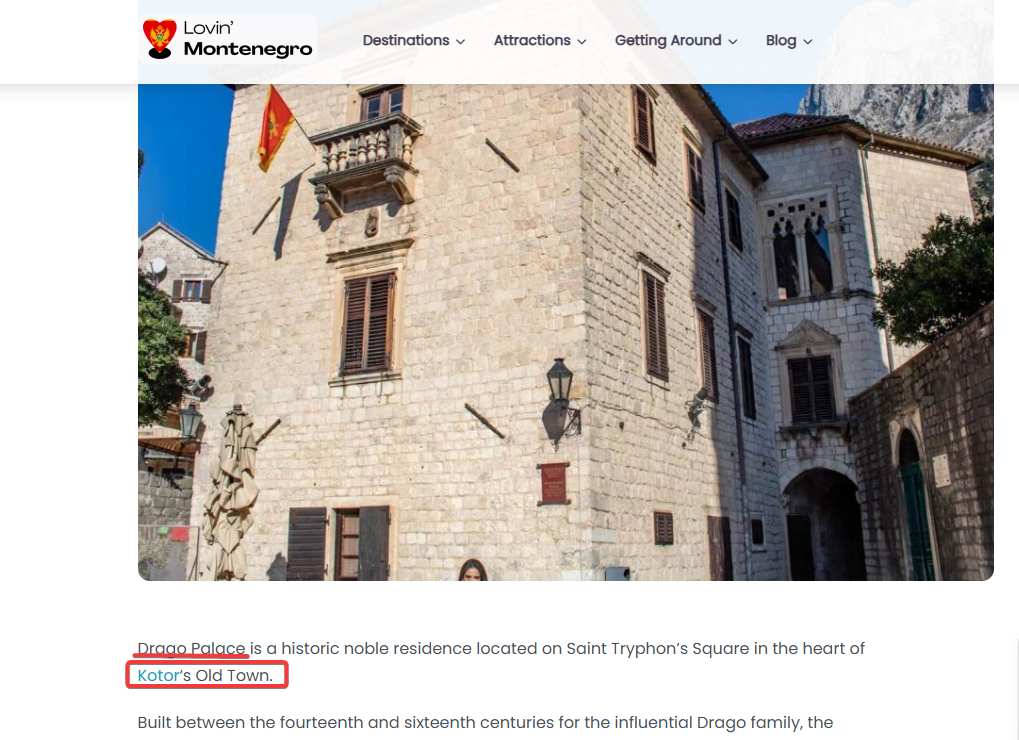 Lovin'
Montenegro
Destinations
Attractions
Getting Around
Blog
Drago Palace is a historic noble residence located on Saint Tryphon’s Square in the heart of
Kotor’s Old Town.
Built between the fourteenth and sixteenth centuries for the influential Drago family, the